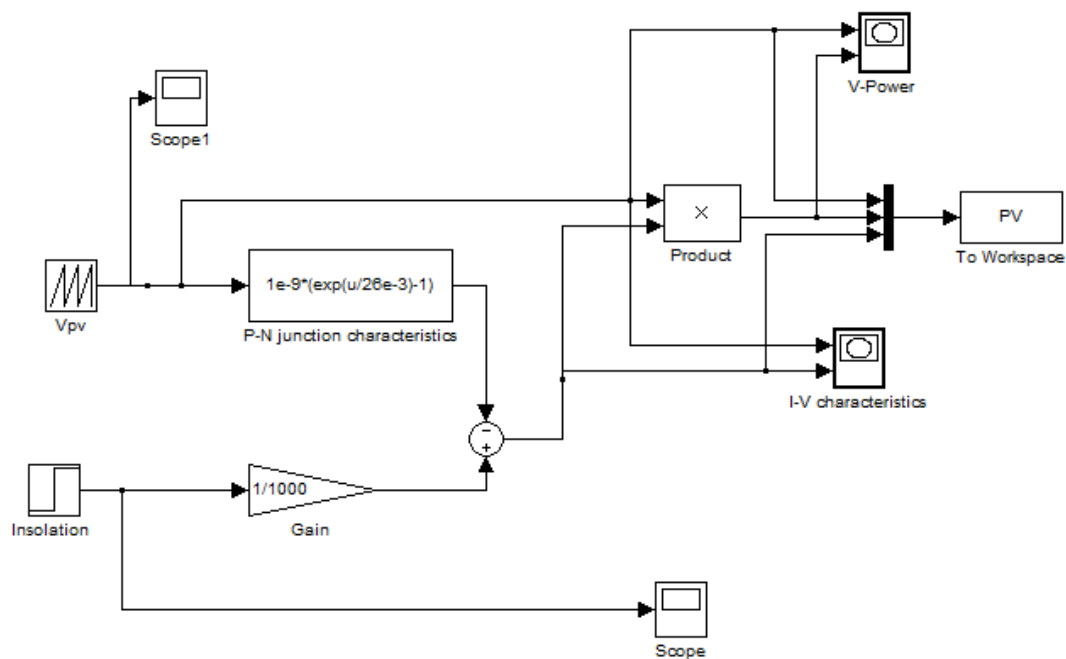 V-Power
Scope1
×
Product
PV
To Workspace
Vpv
1e-9*(exp(u/26e-3)-1)
P-N junction characteristics
I-V characteristics
−
+
Insolation
1/1000
Gain
Scope